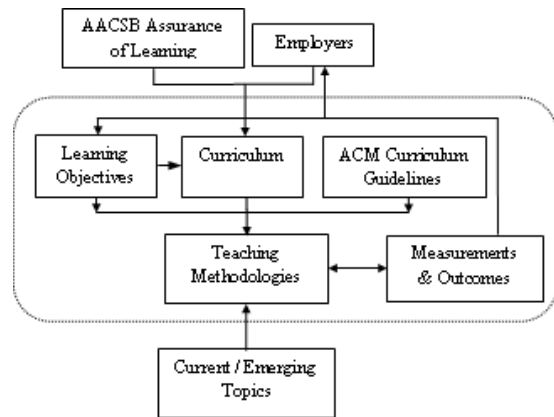 AACSB Assurance
of Learning
Employers
Learning
Objectives
Curriculum
ACM Curriculum
Guidelines
Teaching
Methodologies
Measurements
& Outcomes
Current / Emerging
Topics